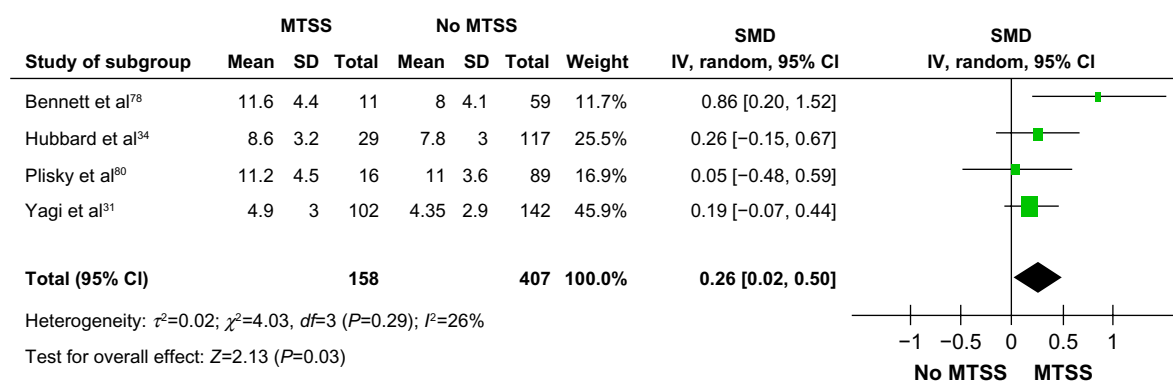 MTSS No MTSS SMD SMD
Study of subgroup Mean SD Total Mean SD Total Weight IV, random, 95% CI IV, random, 95% CI
Bennett et al⁷⁸ 11.6 4.4 11 8 4.1 59 11.7% 0.86 [0.20, 1.52]
Hubbard et al³⁴ 8.6 3.2 29 7.8 3 117 25.5% 0.26 [−0.15, 0.67]
Plisky et al⁸⁰ 11.2 4.5 16 11 3.6 89 16.9% 0.05 [−0.48, 0.59]
Yagi et al³¹ 4.9 3 102 4.35 2.9 142 45.9% 0.19 [−0.07, 0.44]
Total (95% CI) 158 407 100.0% 0.26 [0.02, 0.50]
Heterogeneity: τ²=0.02; χ²=4.03, df=3 (P=0.29); I²=26%
Test for overall effect: Z=2.13 (P=0.03)
−1 −0.5 0 0.5 1
No MTSS MTSS